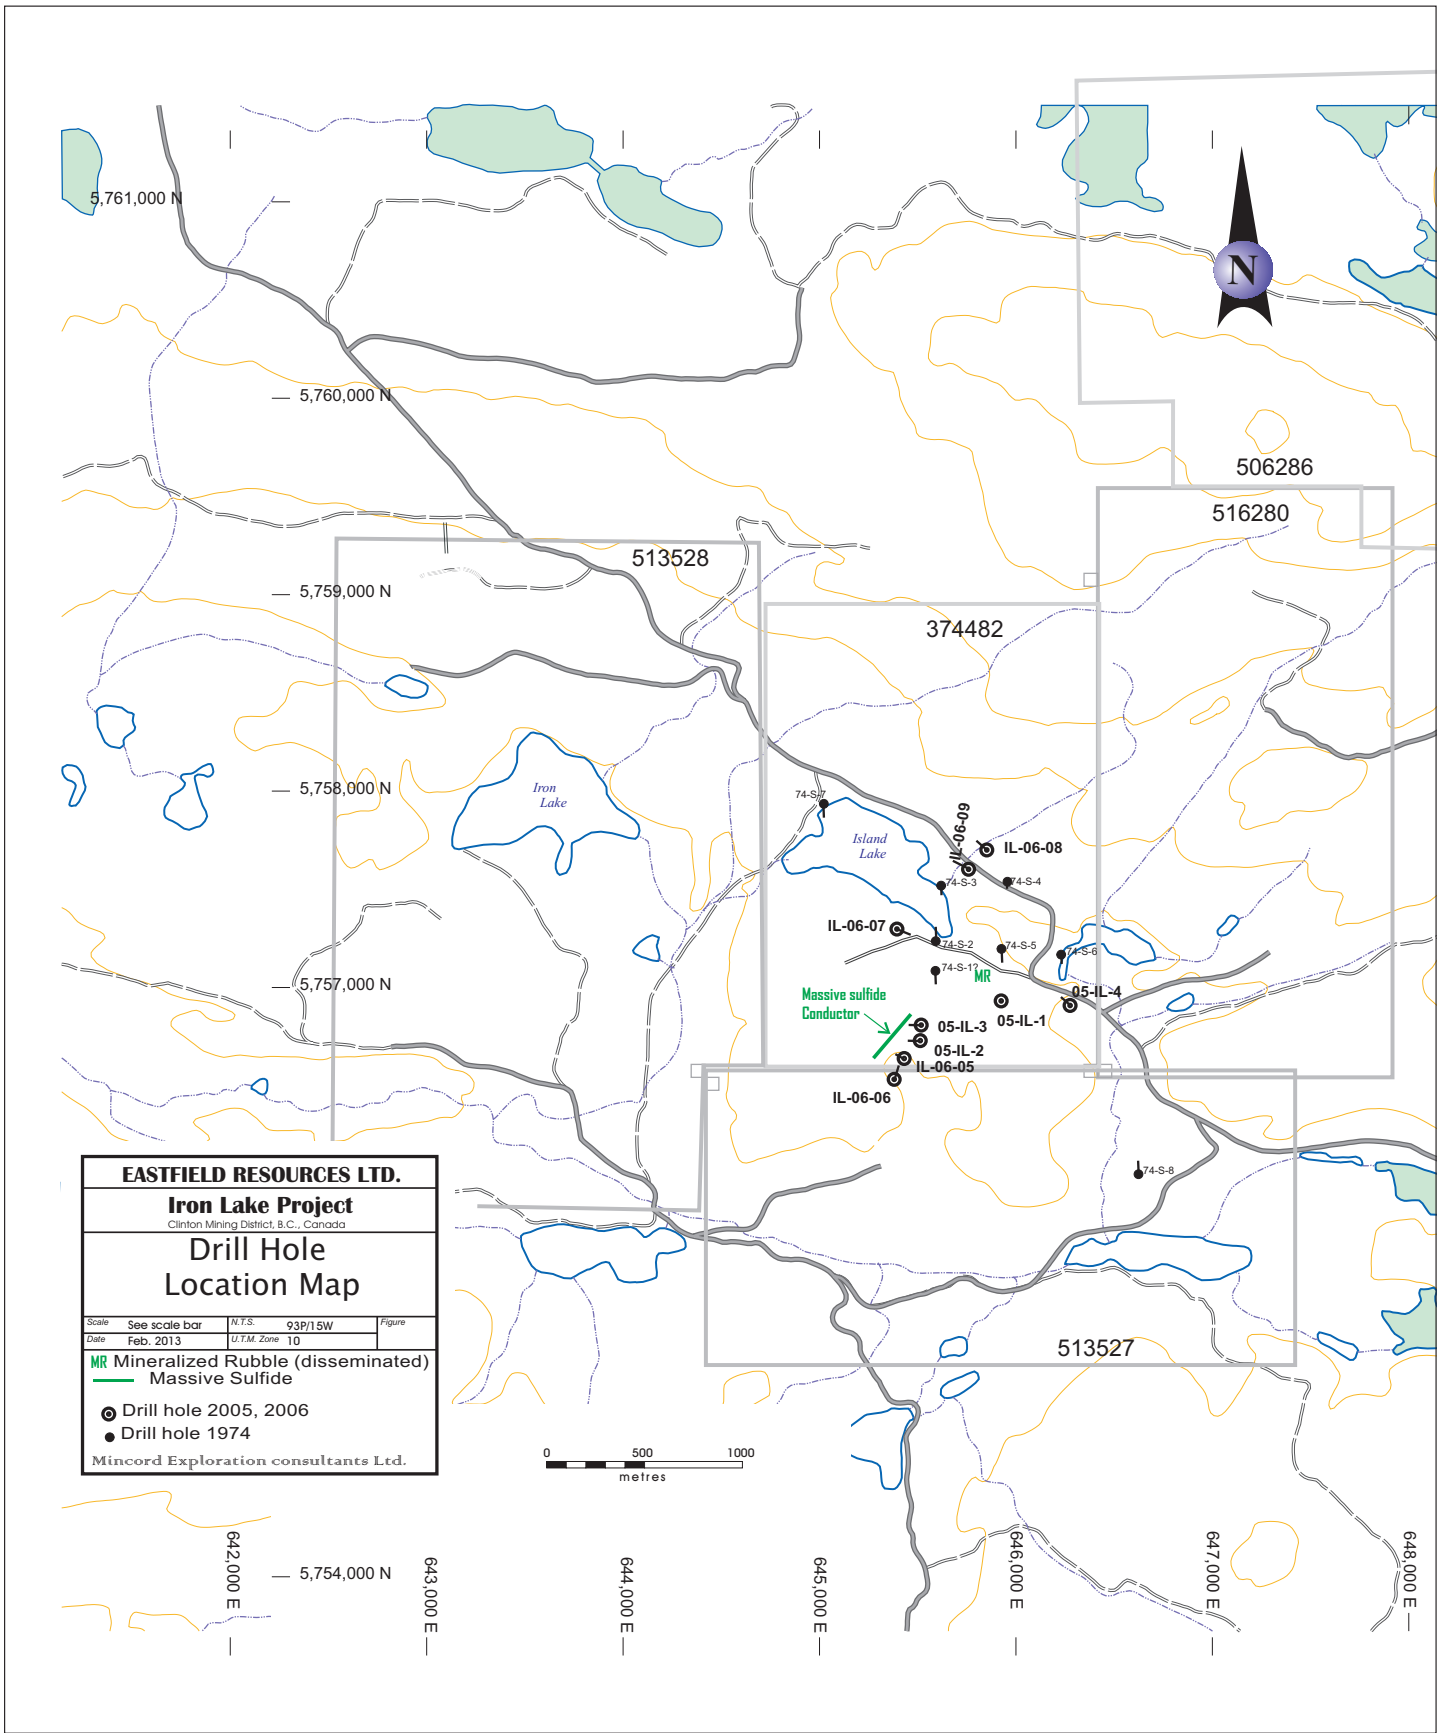 5,761,000 N
N
5,760,000 N
506286
516280
513528
5,759,000 N
374482
5,758,000 N
Iron
Lake
74-S-7
Island
Lake
IL-06-09
IL-06-08
74-S-3
74-S-4
IL-06-07
74-S-2
74-S-5
74-S-6
74-S-1?
MR
5,757,000 N
Massive sulfide
Conductor
05-IL-4
05-IL-1
05-IL-3
05-IL-2
IL-06-05
IL-06-06
74-S-8
EASTFIELD RESOURCES LTD.
Iron Lake Project
Clinton Mining District, B.C., Canada
Drill Hole
Location Map
Scale See scale bar N.T.S. 93P/15W Figure
Date Feb. 2013 U.T.M. Zone 10
MR Mineralized Rubble (disseminated)
Massive Sulfide
Drill hole 2005, 2006
Drill hole 1974
Mincord Exploration consultants Ltd.
513527
0 500 1000
metres
5,754,000 N
642,000 E
643,000 E
644,000 E
645,000 E
646,000 E
647,000 E
648,000 E